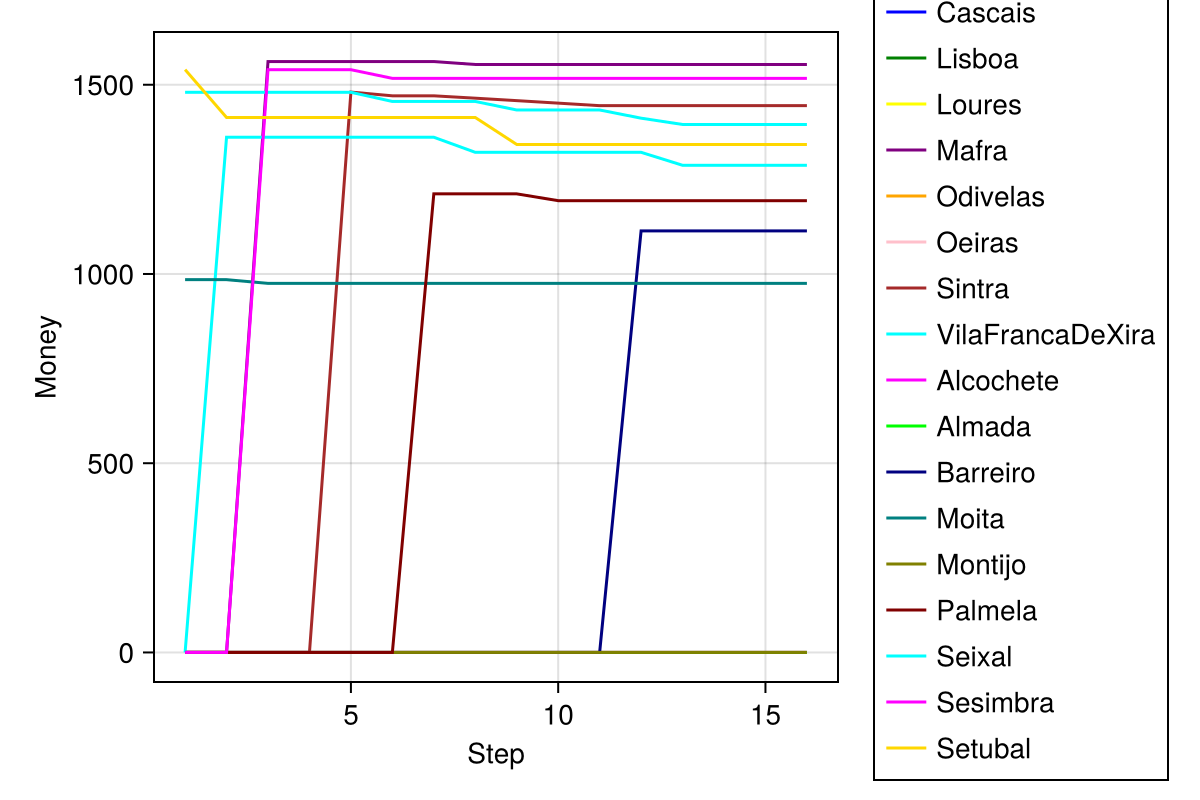 1500
1000
500
0
Money
5
10
15
Step
Cascais
Lisboa
Loures
Mafra
Odivelas
Oeiras
Sintra
VilaFrancaDeXira
Alcochete
Almada
Barreiro
Moita
Montijo
Palmela
Seixal
Sesimbra
Setubal